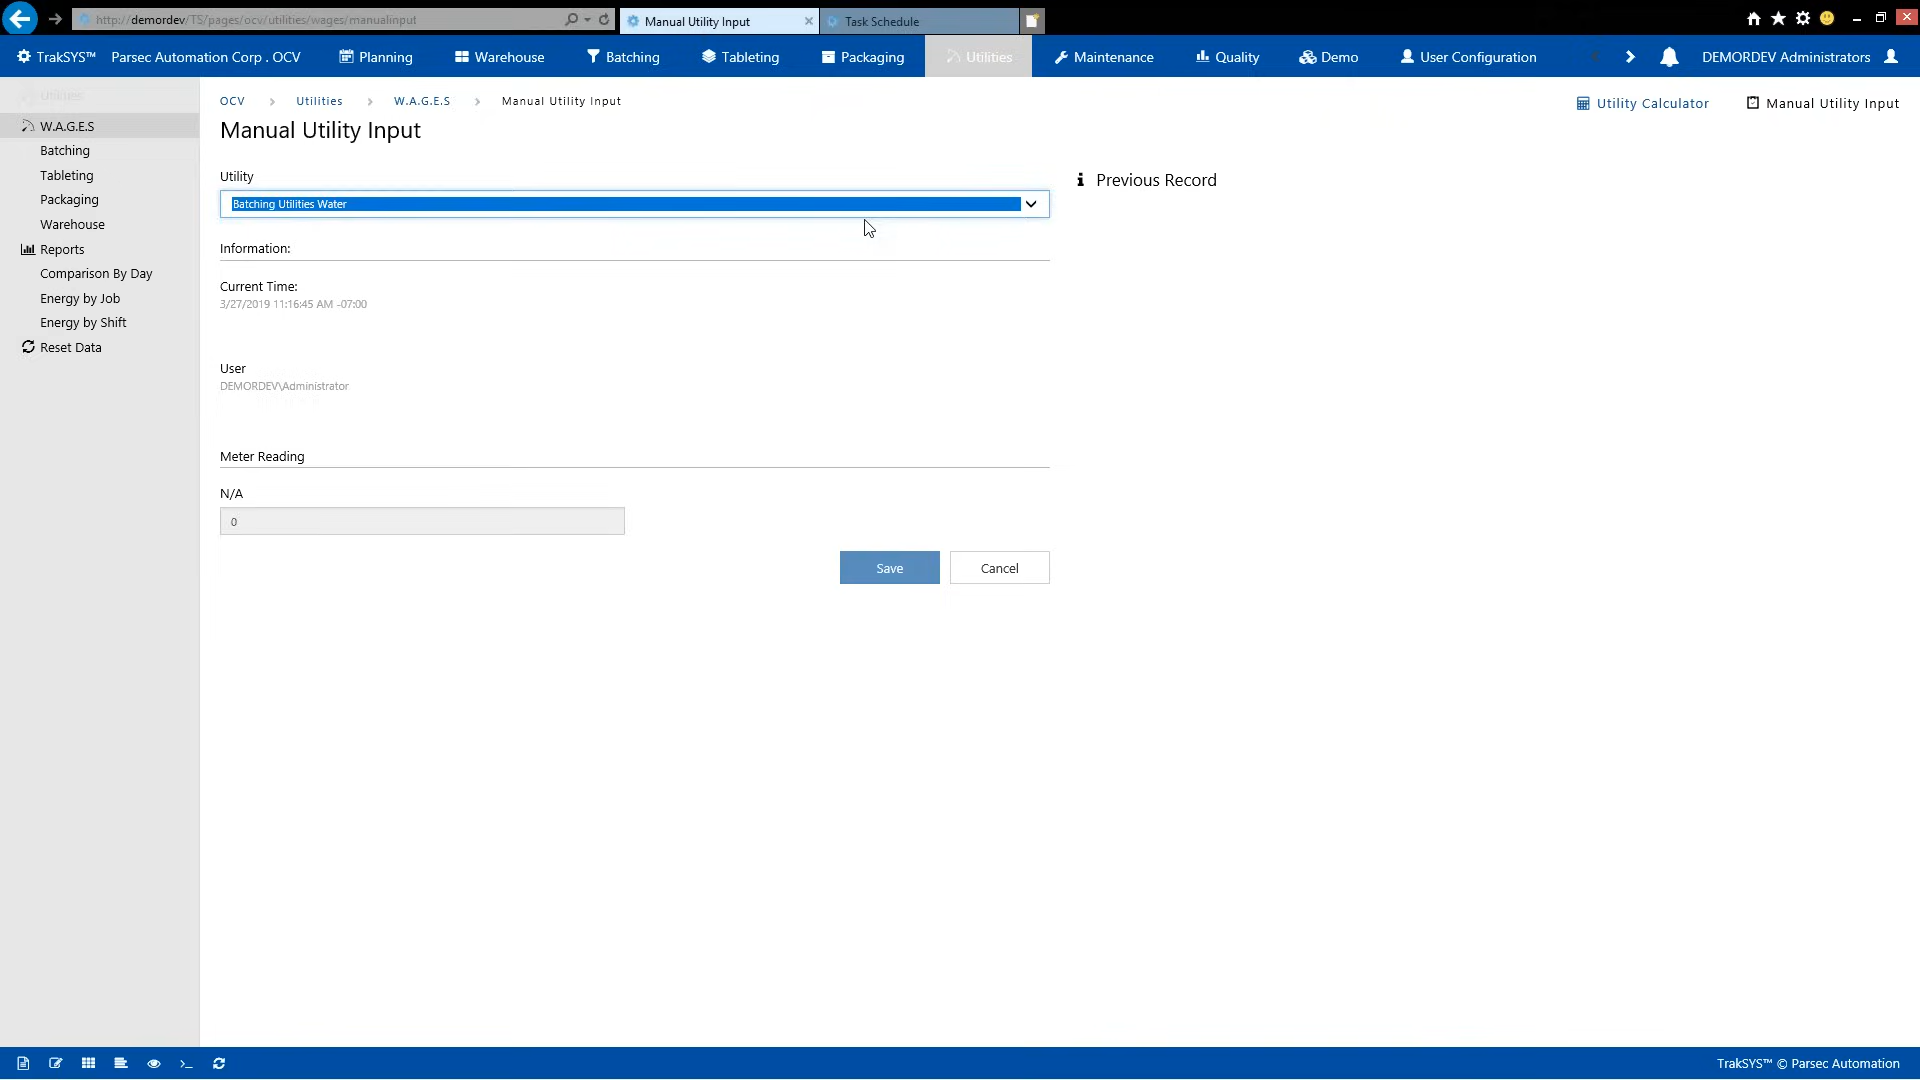 http://demordev/TS/pages/ocv/utilities/wages/manualinput
Manual Utility Input
Task Schedule
TrakSYS™ Parsec Automation Corp . OCV
Planning
Warehouse
Batching
Tableting
Packaging
Utilities
Maintenance
Quality
Demo
User Configuration
DEMORDEV Administrators
Utilities
W.A.G.E.S
Batching
Tableting
Packaging
Warehouse
Reports
Comparison By Day
Energy by Job
Energy by Shift
Reset Data
OCV > Utilities > W.A.G.E.S > Manual Utility Input
Utility Calculator
Manual Utility Input
Manual Utility Input
Utility
Batching Utilities Water
Previous Record
Information:
Current Time:
3/27/2019 11:16:45 AM -07:00
User
DEMORDEV\Administrator
Meter Reading
N/A
0
Save
Cancel
TrakSYS™ © Parsec Automation